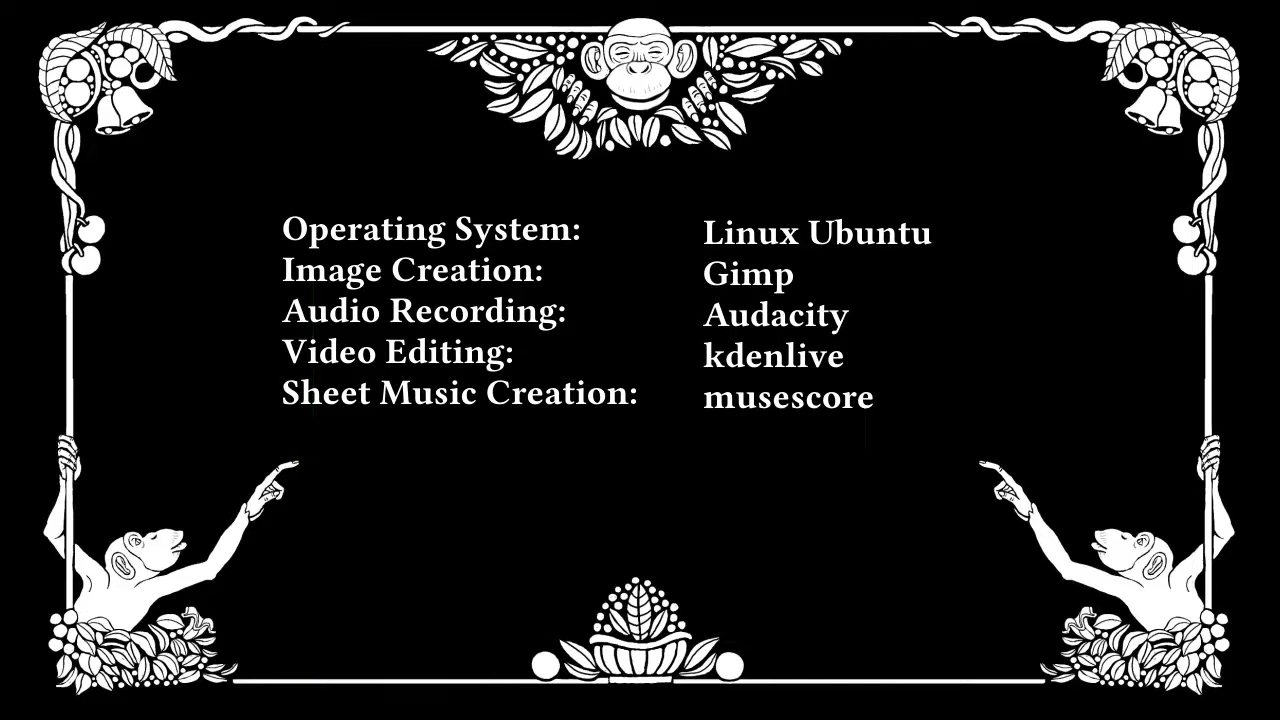 Operating System: Linux Ubuntu
Image Creation: Gimp
Audio Recording: Audacity
Video Editing: kdenlive
Sheet Music Creation: musescore